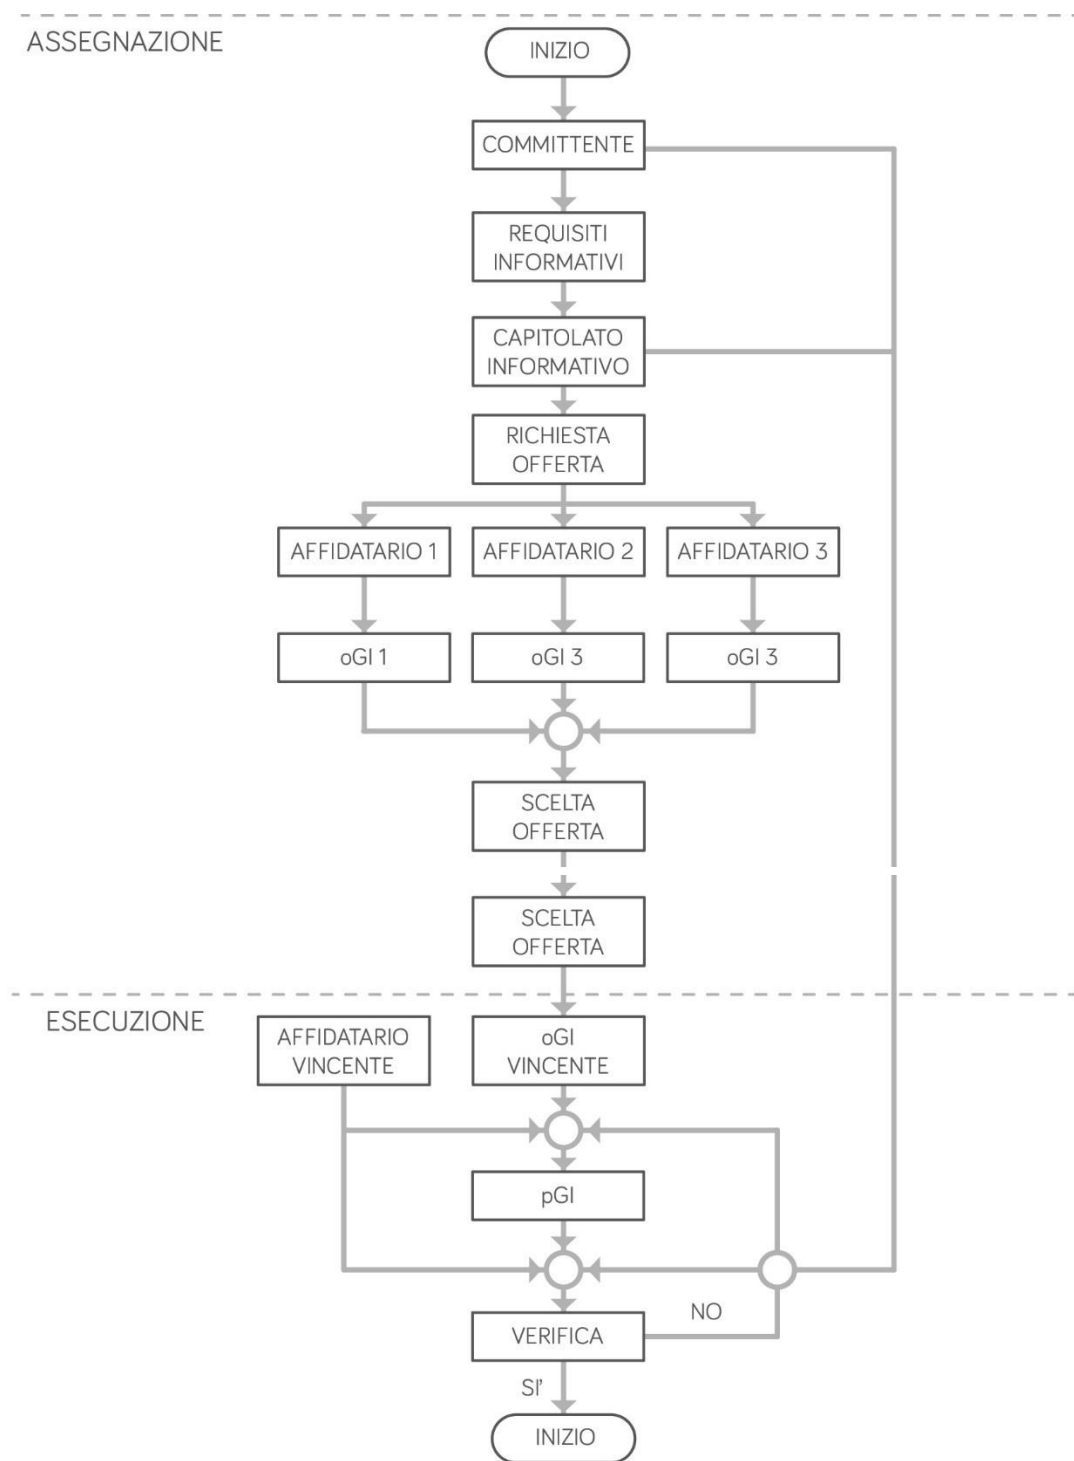 ASSEGNAZIONE
INIZIO
COMMITTENTE
REQUISITI
INFORMATIVI
CAPITOLATO
INFORMATIVO
RICHIESTA
OFFERTA
AFFIDATARIO 1
AFFIDATARIO 2
AFFIDATARIO 3
oGI 1
oGI 3
oGI 3
SCELTA
OFFERTA
SCELTA
OFFERTA
ESECUZIONE
AFFIDATARIO
VINCENTE
oGI
VINCENTE
pGI
NO
VERIFICA
SI'
INIZIO